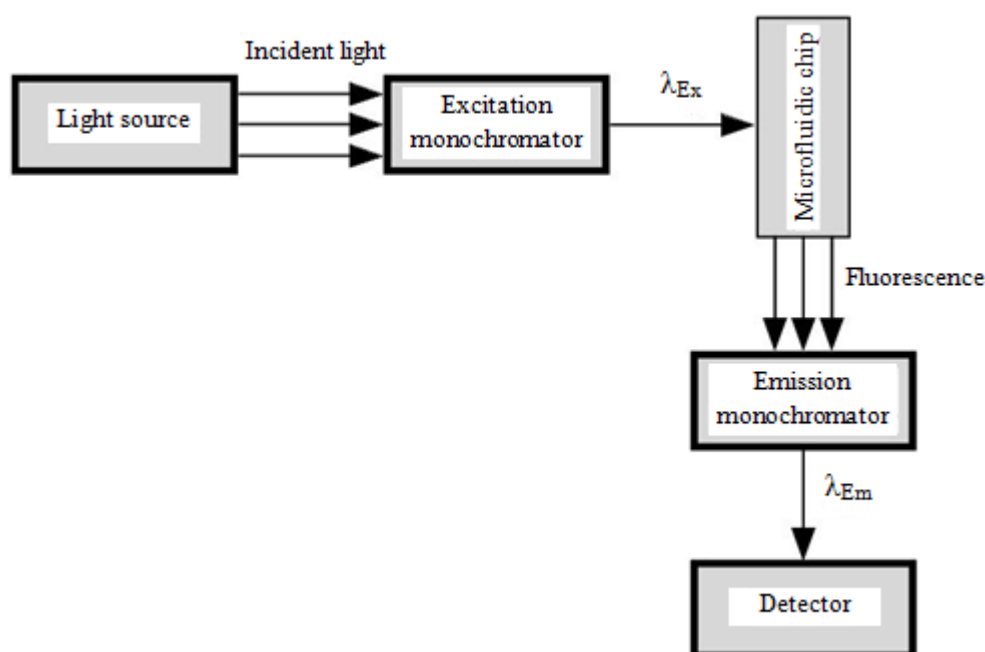 Incident light
Light source
Excitation
monochromator
λEx
Microfluidic chip
Fluorescence
Emission
monochromator
λEm
Detector